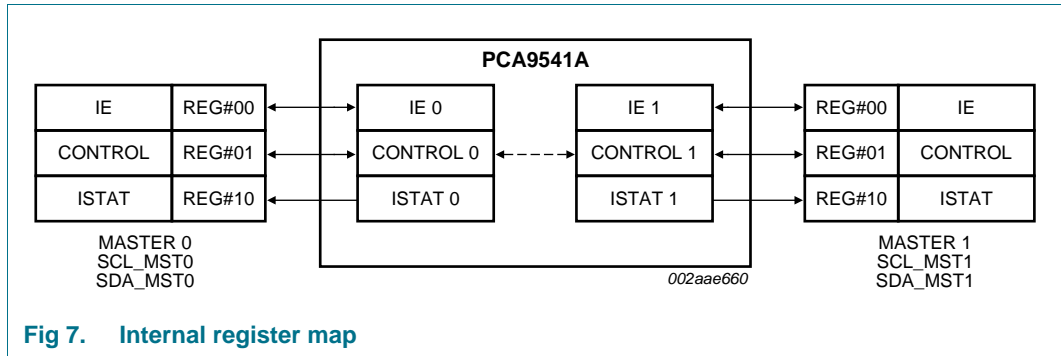 PCA9541A
IE REG#00 IE 0 IE 1 REG#00 IE
CONTROL REG#01 CONTROL 0 CONTROL 1 REG#01 CONTROL
ISTAT REG#10 ISTAT 0 ISTAT 1 REG#10 ISTAT
MASTER 0
SCL_MST0
SDA_MST0
MASTER 1
SCL_MST1
SDA_MST1
002aae660
Fig 7. Internal register map